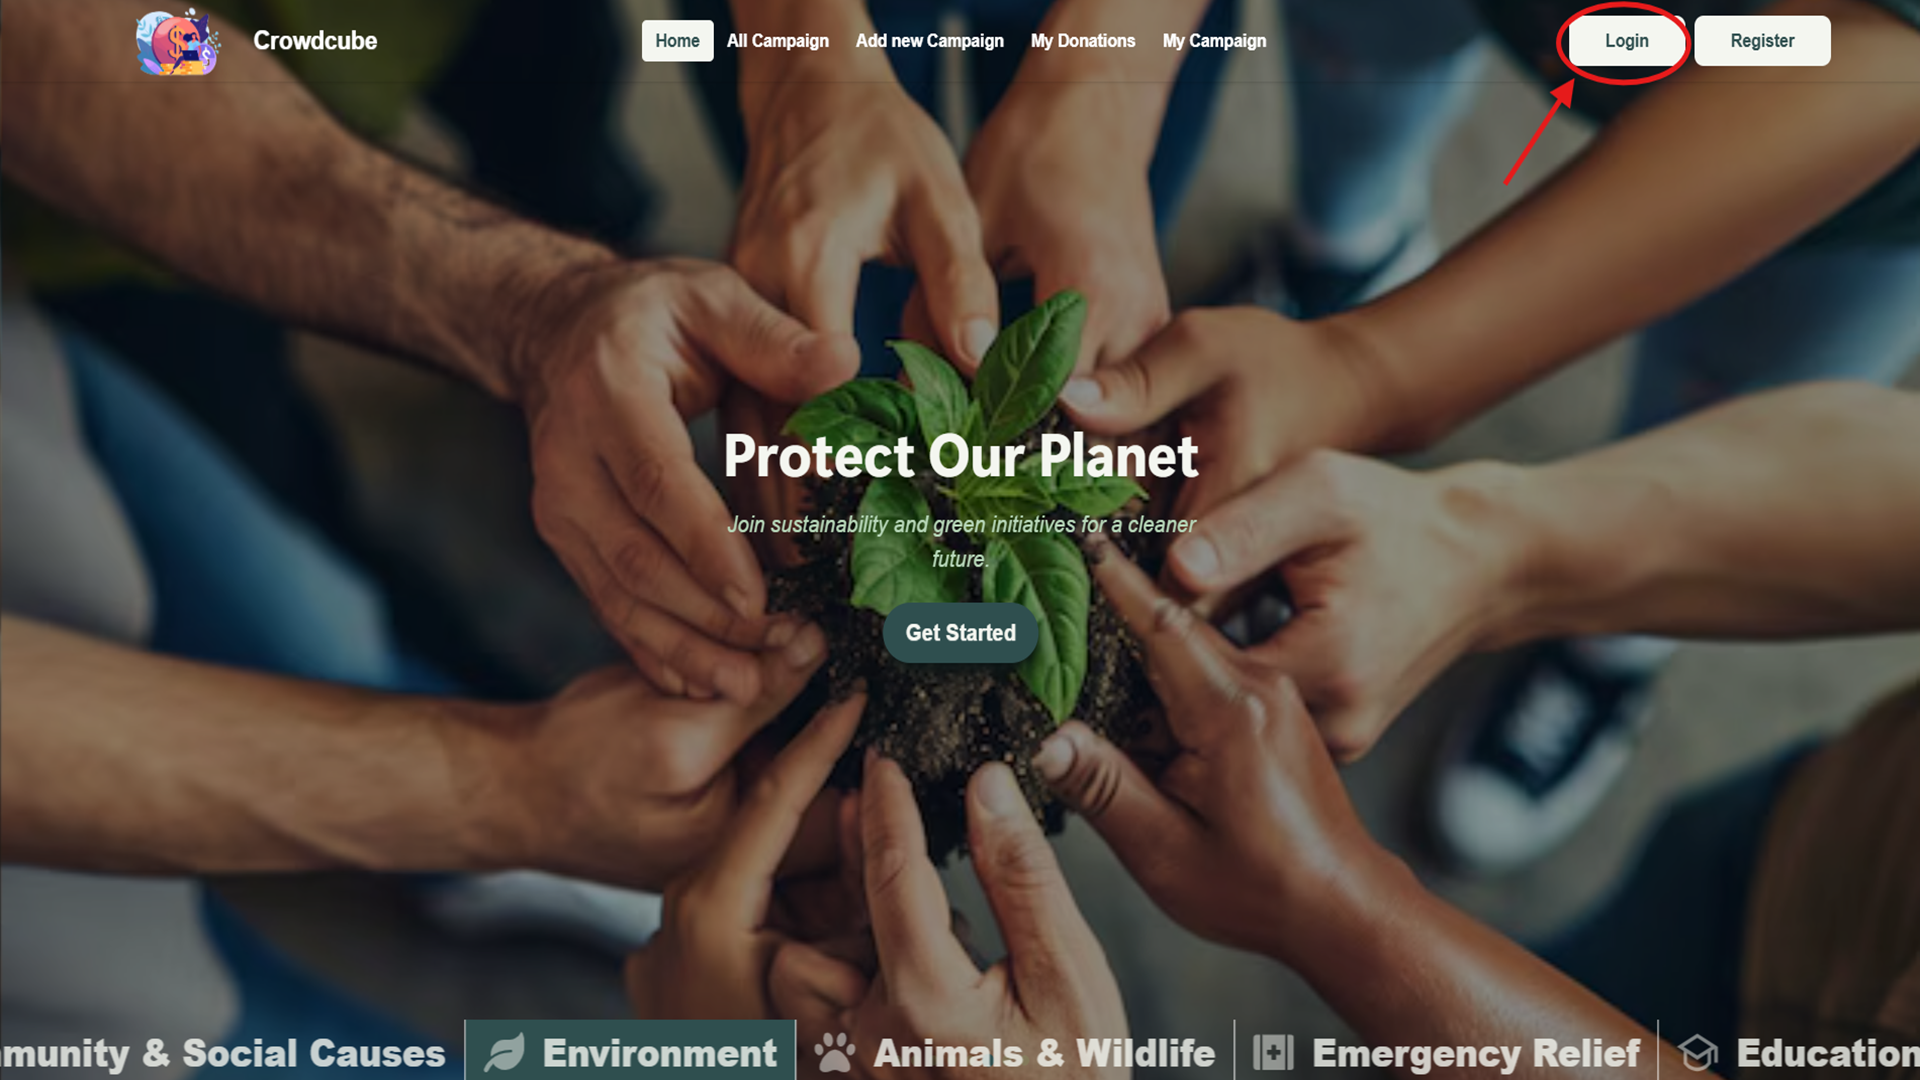 Crowdcube
Home
All Campaign
Add new Campaign
My Donations
My Campaign
Login
Register
Protect Our Planet
Join sustainability and green initiatives for a cleaner
future.
Get Started
munity & Social Causes
Environment
Animals & Wildlife
Emergency Relief
Education